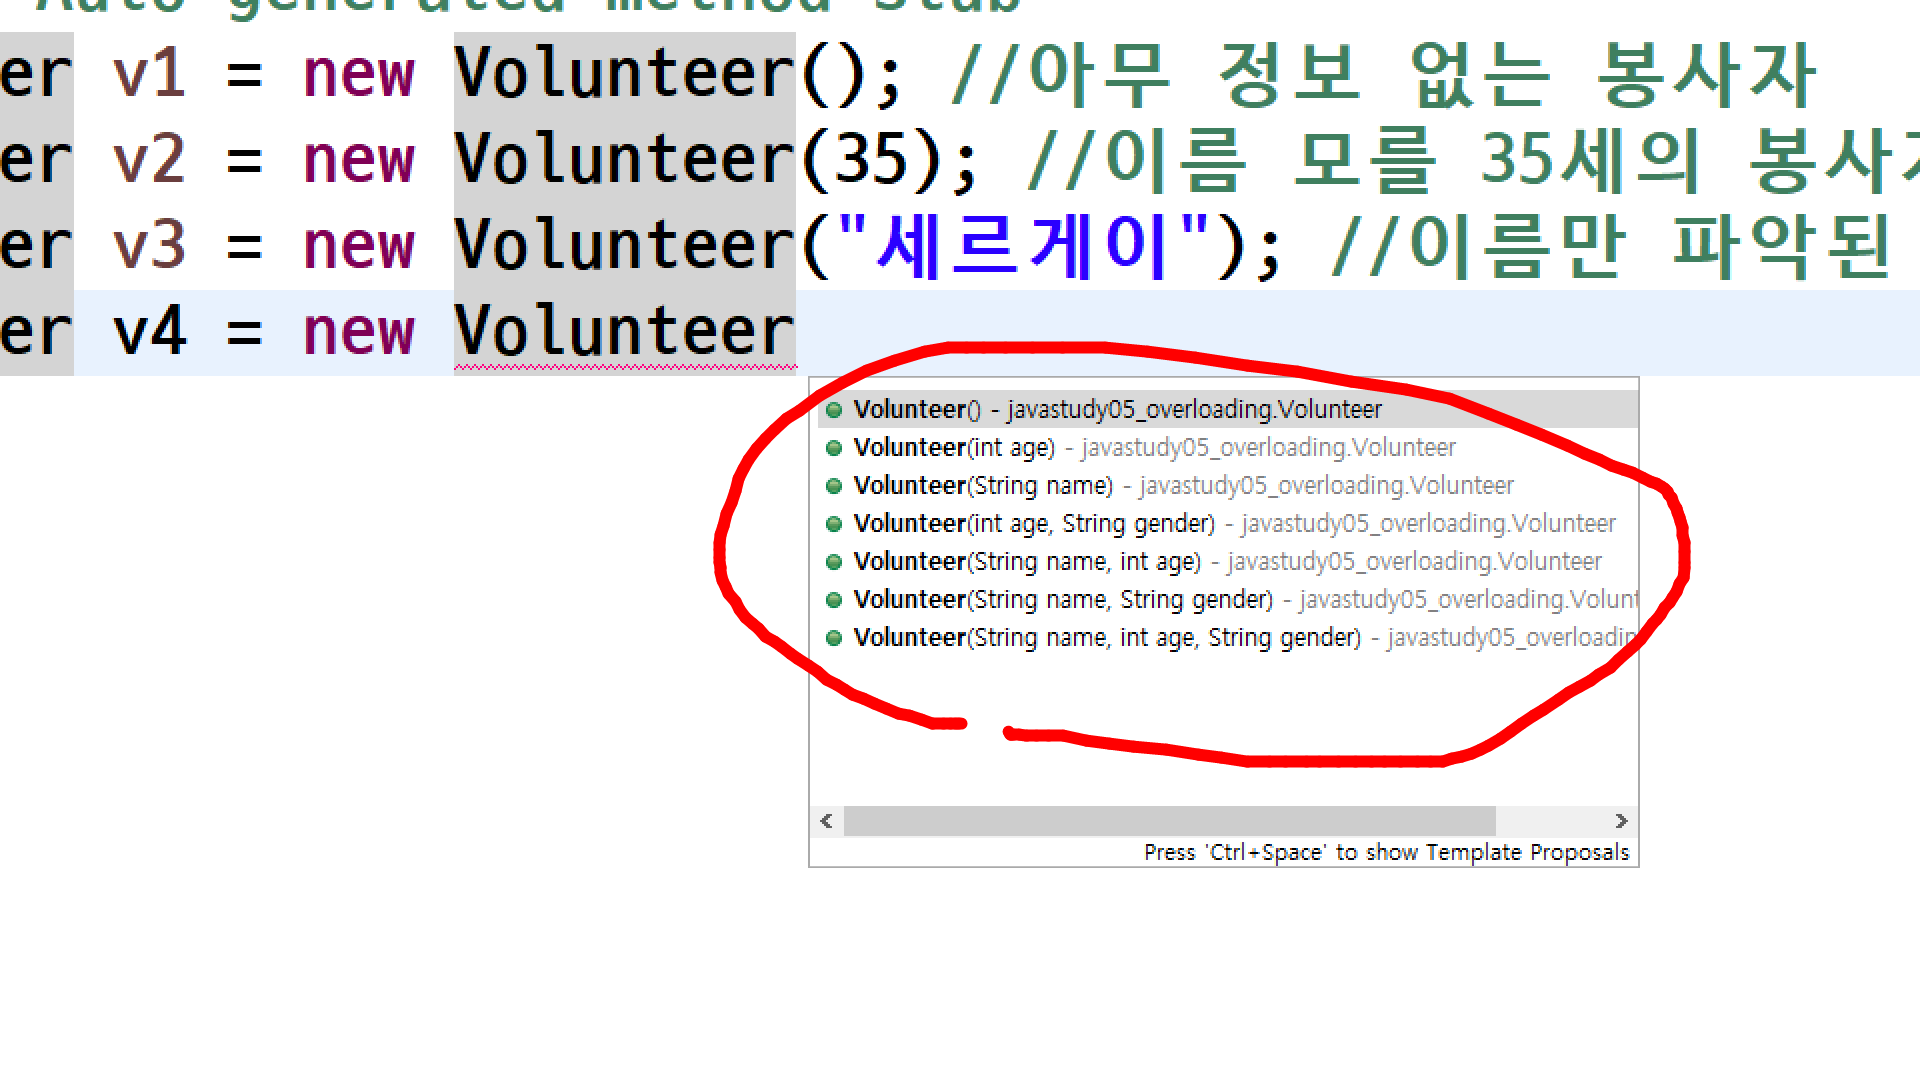 Auto generated method stub
er v1 = new Volunteer(); //아무 정보 없는 봉사자
er v2 = new Volunteer(35); //이름 모를 35세의 봉사
er v3 = new Volunteer("세르게이"); //이름만 파악된
er v4 = new Volunteer
Volunteer() - javastudy05_overloading.Volunteer
Volunteer(int age) - javastudy05_overloading.Volunteer
Volunteer(String name) - javastudy05_overloading.Volunteer
Volunteer(int age, String gender) - javastudy05_overloading.Volunteer
Volunteer(String name, int age) - javastudy05_overloading.Volunteer
Volunteer(String name, String gender) - javastudy05_overloading.Volunt
Volunteer(String name, int age, String gender) - javastudy05_overloadin
Press 'Ctrl+Space' to show Template Proposals